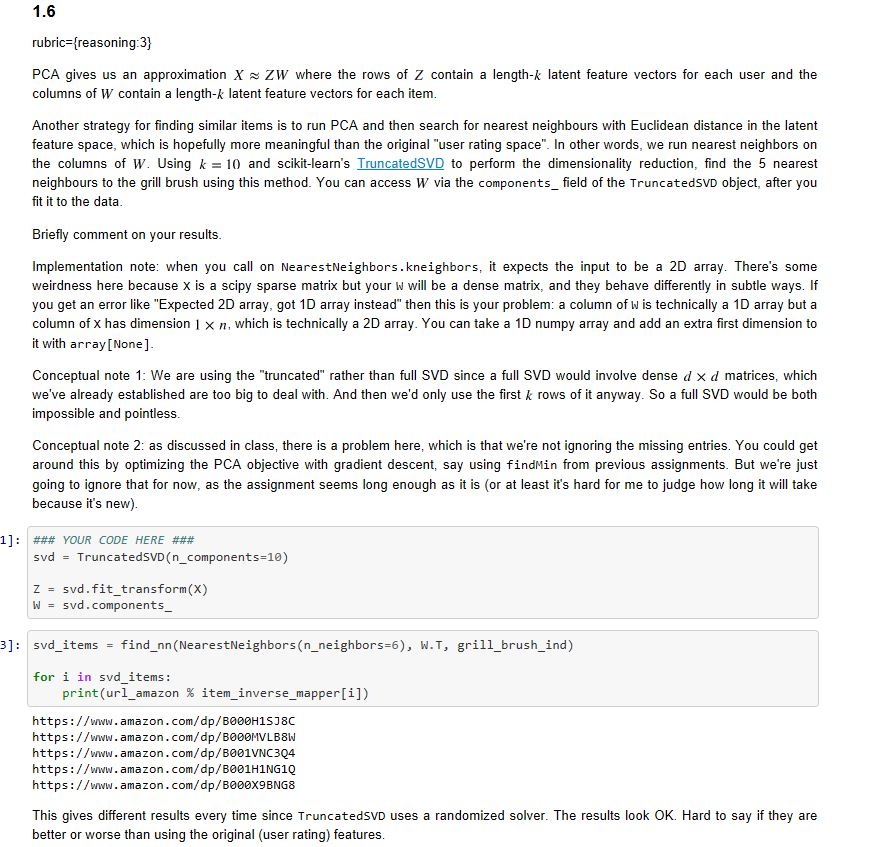 1.6
rubric={reasoning:3}
PCA gives us an approximation X ≈ ZW where the rows of Z contain a length-k latent feature vectors for each user and the
columns of W contain a length-k latent feature vectors for each item.
Another strategy for finding similar items is to run PCA and then search for nearest neighbours with Euclidean distance in the latent
feature space, which is hopefully more meaningful than the original "user rating space". In other words, we run nearest neighbors on
the columns of W. Using k = 10 and scikit-learn's TruncatedSVD to perform the dimensionality reduction, find the 5 nearest
neighbours to the grill brush using this method. You can access W via the components_ field of the TruncatedSVD object, after you
fit it to the data.
Briefly comment on your results.
Implementation note: when you call on NearestNeighbors.kneighbors, it expects the input to be a 2D array. There's some
weirdness here because X is a scipy sparse matrix but your W will be a dense matrix, and they behave differently in subtle ways. If
you get an error like "Expected 2D array, got 1D array instead" then this is your problem: a column of W is technically a 1D array but a
column of X has dimension 1 × n, which is technically a 2D array. You can take a 1D numpy array and add an extra first dimension to
it with array[None].
Conceptual note 1: We are using the "truncated" rather than full SVD since a full SVD would involve dense d × d matrices, which
we've already established are too big to deal with. And then we'd only use the first k rows of it anyway. So a full SVD would be both
impossible and pointless.
Conceptual note 2: as discussed in class, there is a problem here, which is that we're not ignoring the missing entries. You could get
around this by optimizing the PCA objective with gradient descent, say using findMin from previous assignments. But we're just
going to ignore that for now, as the assignment seems long enough as it is (or at least it's hard for me to judge how long it will take
because it's new).
1]: ### YOUR CODE HERE ###
svd = TruncatedSVD(n_components=10)
Z = svd.fit_transform(X)
W = svd.components_
3]: svd_items = find_nn(NearestNeighbors(n_neighbors=6), W.T, grill_brush_ind)
for i in svd_items:
print(url_amazon % item_inverse_mapper[i])
https://www.amazon.com/dp/B000H1SJ8C
https://www.amazon.com/dp/B000MVLB8W
https://www.amazon.com/dp/B001VNC3Q4
https://www.amazon.com/dp/B001H1NG1Q
https://www.amazon.com/dp/B000X9BNG8
This gives different results every time since TruncatedSVD uses a randomized solver. The results look OK. Hard to say if they are
better or worse than using the original (user rating) features.